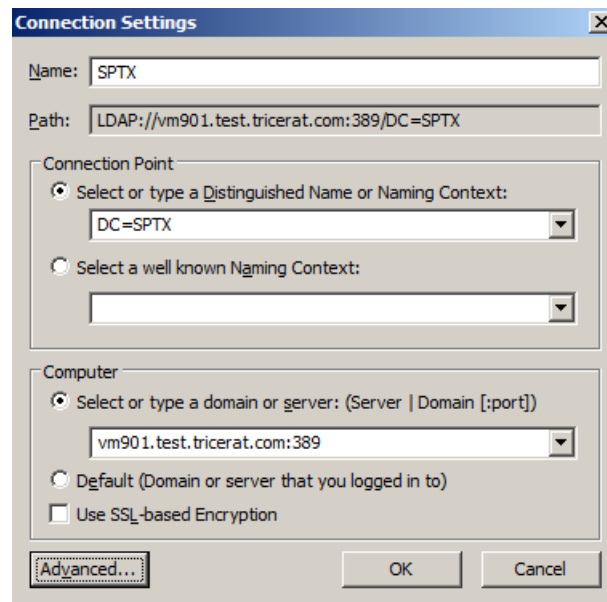 Connection Settings
Name: SPTX
Path: LDAP://vm901.test.tricerat.com:389/DC=SPTX
Connection Point
Select or type a Distinguished Name or Naming Context:
DC=SPTX
Select a well known Naming Context:
Computer
Select or type a domain or server: (Server | Domain [:port])
vm901.test.tricerat.com:389
Default (Domain or server that you logged in to)
Use SSL-based Encryption
Advanced... OK Cancel